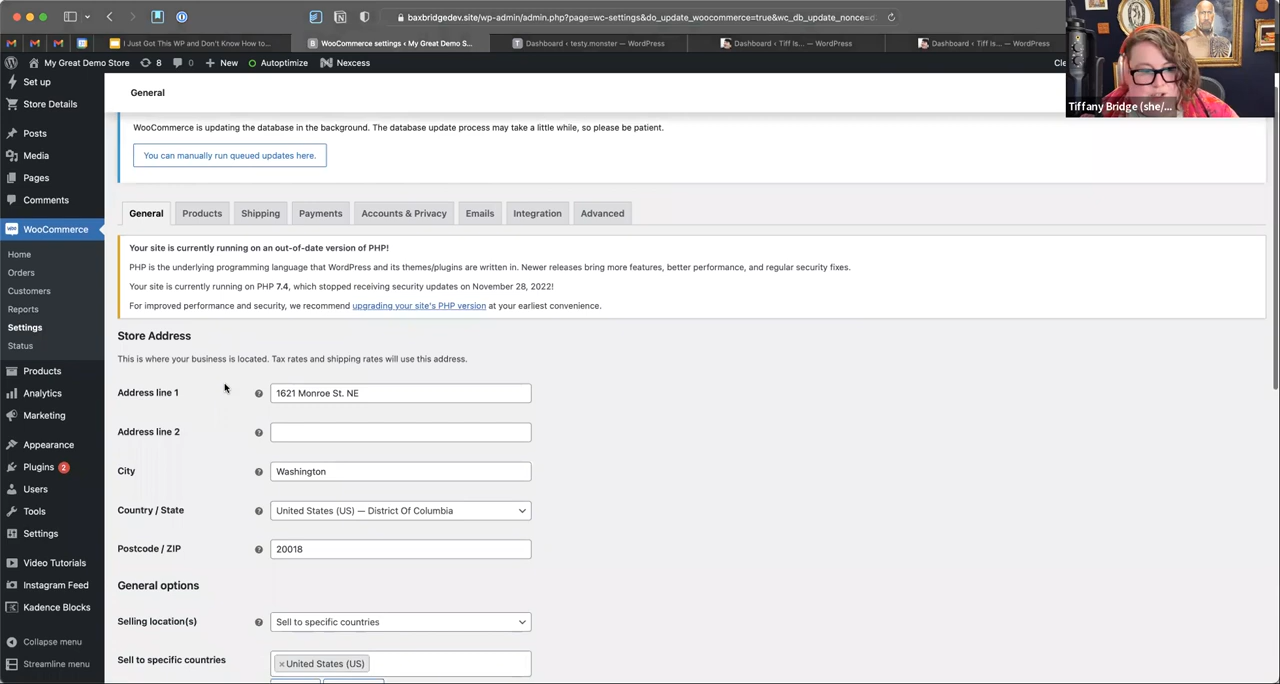 baxbridgedev.site/wp-admin/admin.php?page=wc-settings&do_update_woocommerce=true&wc_db_update_nonce=d…
I Just Got This WP and Don't Know How to…
WooCommerce settings ‹ My Great Demo S…
Dashboard ‹ testy.monster — WordPress
Dashboard ‹ Tiff Is… — WordPress
Dashboard ‹ Tiff Is… — WordPress
My Great Demo Store
8
0
New
Autoptimize
Nexcess
Cle
Tiffany Bridge (she/…
Set up
Store Details
Posts
Media
Pages
Comments
WooCommerce
Home
Orders
Customers
Reports
Settings
Status
Products
Analytics
Marketing
Appearance
Plugins 2
Users
Tools
Settings
Video Tutorials
Instagram Feed
Kadence Blocks
Collapse menu
Streamline menu
General
WooCommerce is updating the database in the background. The database update process may take a little while, so please be patient.
You can manually run queued updates here.
General Products Shipping Payments Accounts & Privacy Emails Integration Advanced
Your site is currently running on an out-of-date version of PHP!
PHP is the underlying programming language that WordPress and its themes/plugins are written in. Newer releases bring more features, better performance, and regular security fixes.
Your site is currently running on PHP 7.4, which stopped receiving security updates on November 28, 2022!
For improved performance and security, we recommend upgrading your site's PHP version at your earliest convenience.
Store Address
This is where your business is located. Tax rates and shipping rates will use this address.
Address line 1
1621 Monroe St. NE
Address line 2
City
Washington
Country / State
United States (US) — District Of Columbia
Postcode / ZIP
20018
General options
Selling location(s)
Sell to specific countries
Sell to specific countries
×United States (US)